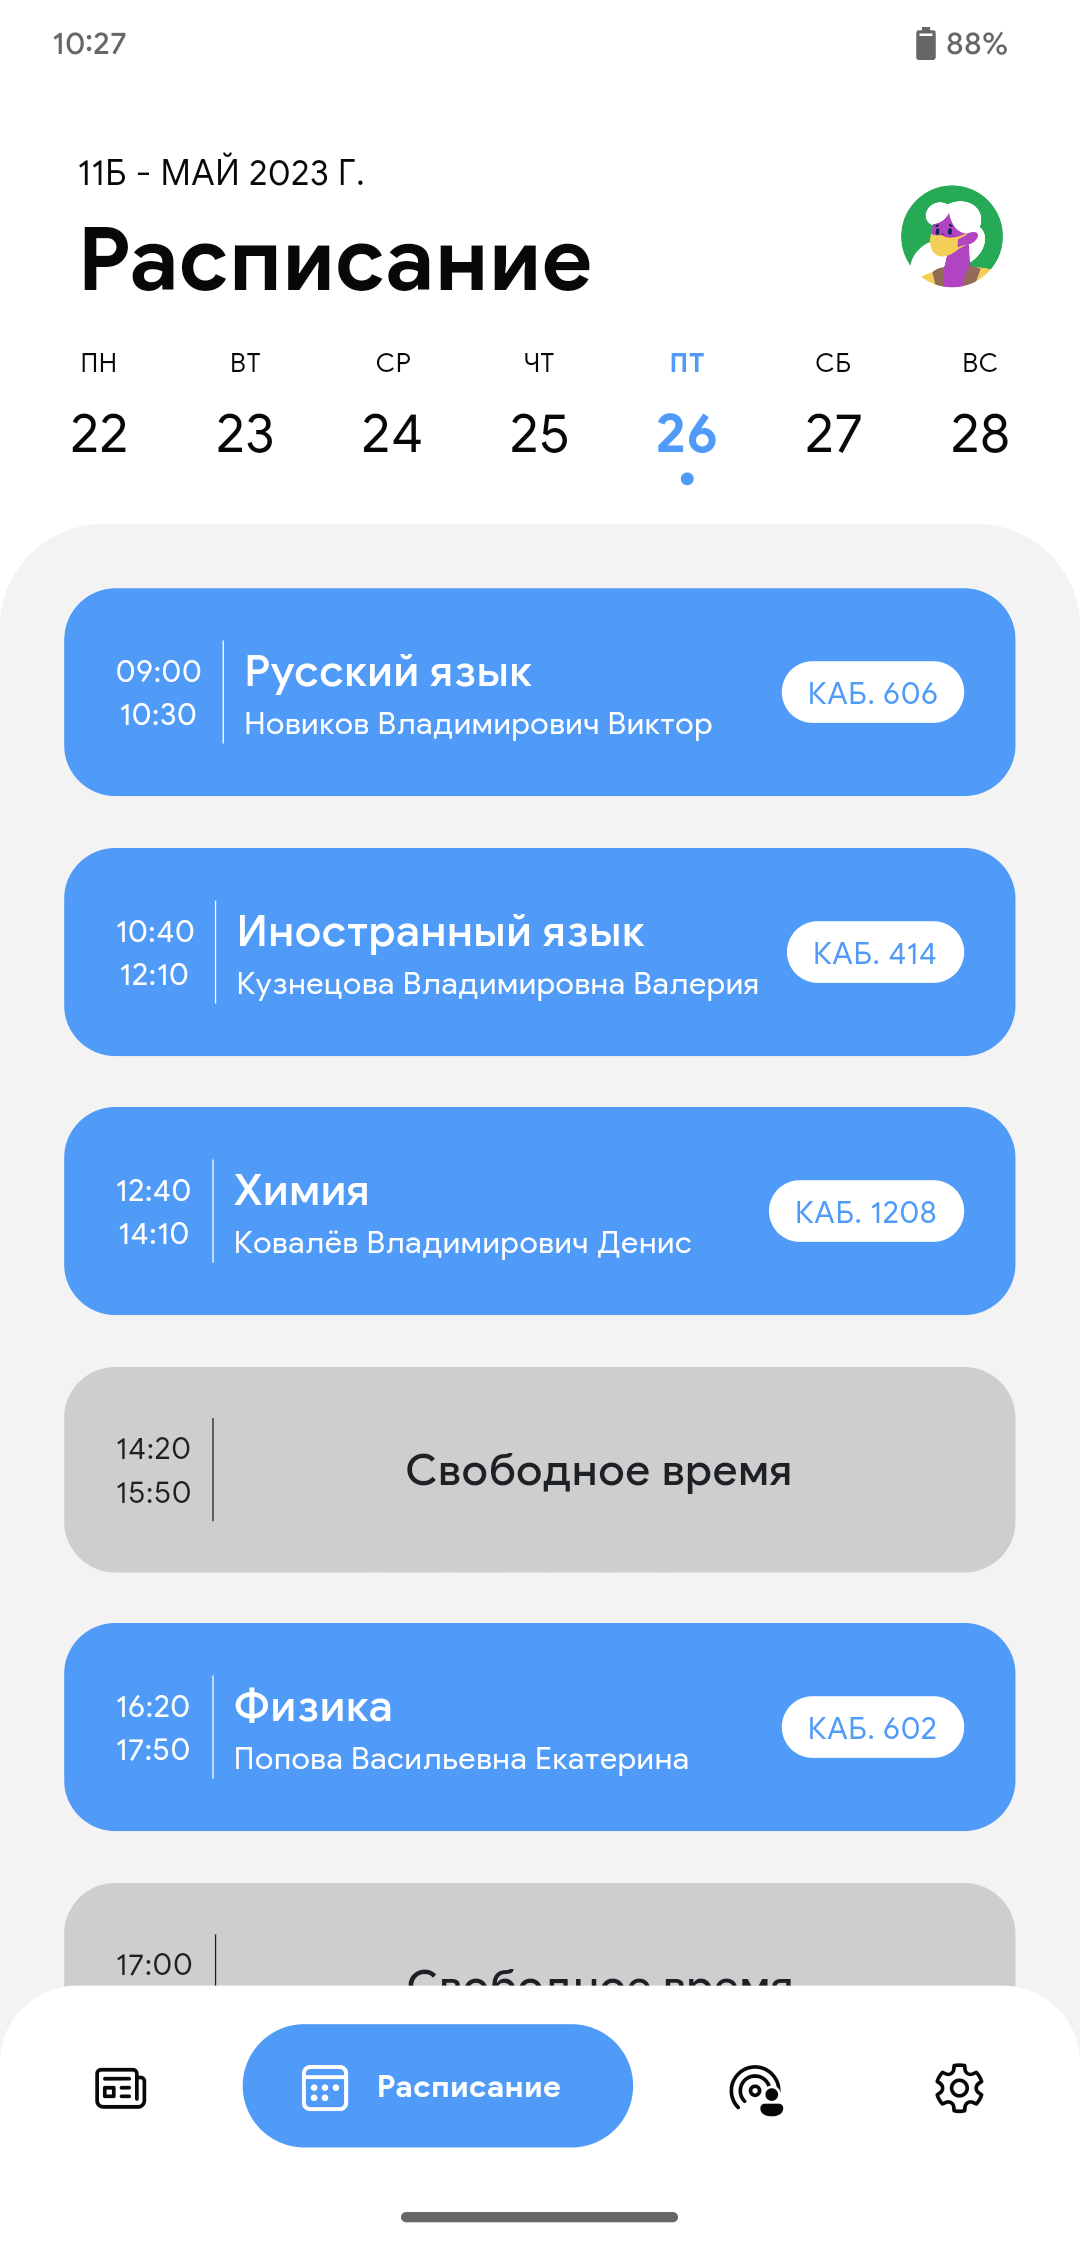 10:27
88%
11Б - МАЙ 2023 Г.
Расписание
ПН ВТ СР ЧТ ПТ СБ ВС
22 23 24 25 26 27 28
09:00
10:30
Русский язык
Новиков Владимирович Виктор
КАБ. 606
10:40
12:10
Иностранный язык
Кузнецова Владимировна Валерия
КАБ. 414
12:40
14:10
Химия
Ковалёв Владимирович Денис
КАБ. 1208
14:20
15:50
Свободное время
16:20
17:50
Физика
Попова Васильевна Екатерина
КАБ. 602
17:00
Свободное время
Расписание